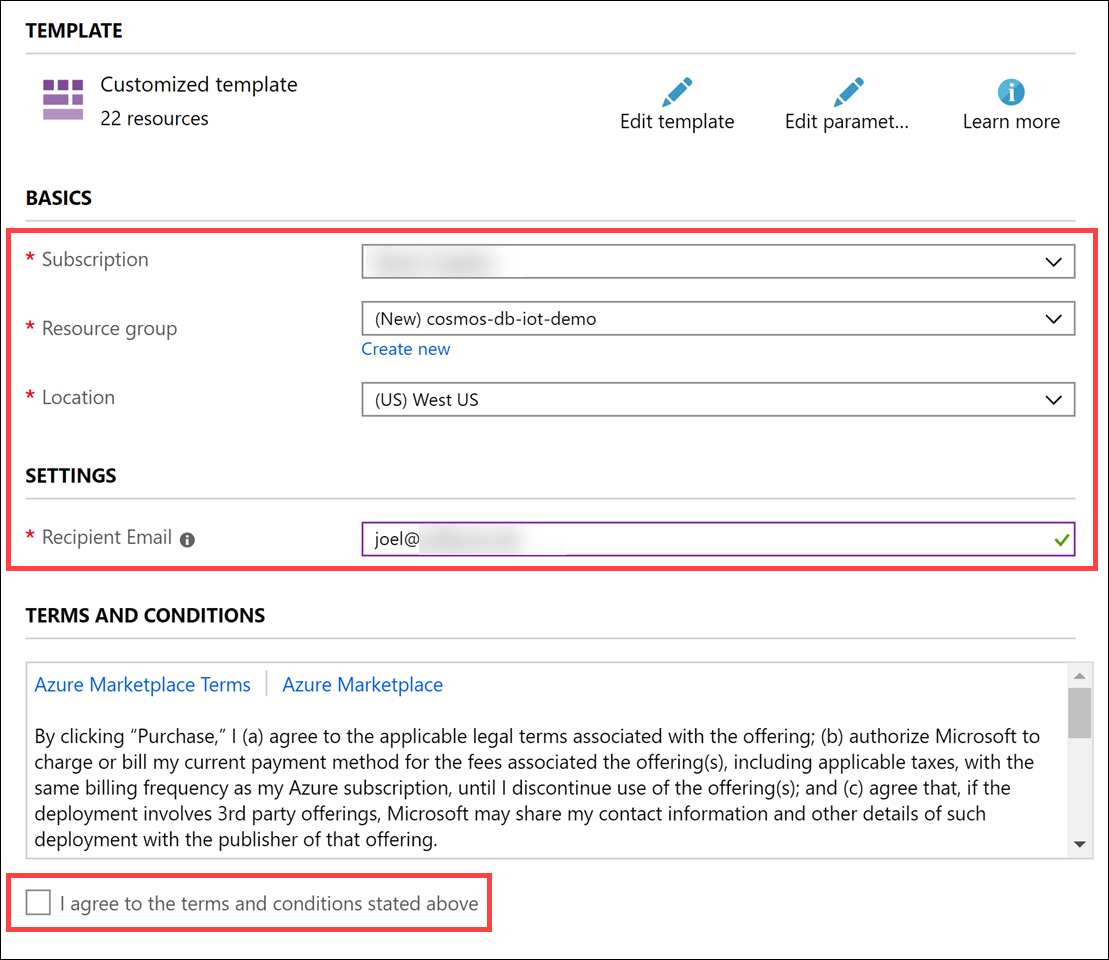 TEMPLATE
Customized template
22 resources
Edit template
Edit paramet...
Learn more
BASICS
* Subscription
* Resource group
(New) cosmos-db-iot-demo
Create new
* Location
(US) West US
SETTINGS
* Recipient Email
joel@
TERMS AND CONDITIONS
Azure Marketplace Terms | Azure Marketplace
By clicking “Purchase,” I (a) agree to the applicable legal terms associated with the offering; (b) authorize Microsoft to
charge or bill my current payment method for the fees associated the offering(s), including applicable taxes, with the
same billing frequency as my Azure subscription, until I discontinue use of the offering(s); and (c) agree that, if the
deployment involves 3rd party offerings, Microsoft may share my contact information and other details of such
deployment with the publisher of that offering.
I agree to the terms and conditions stated above